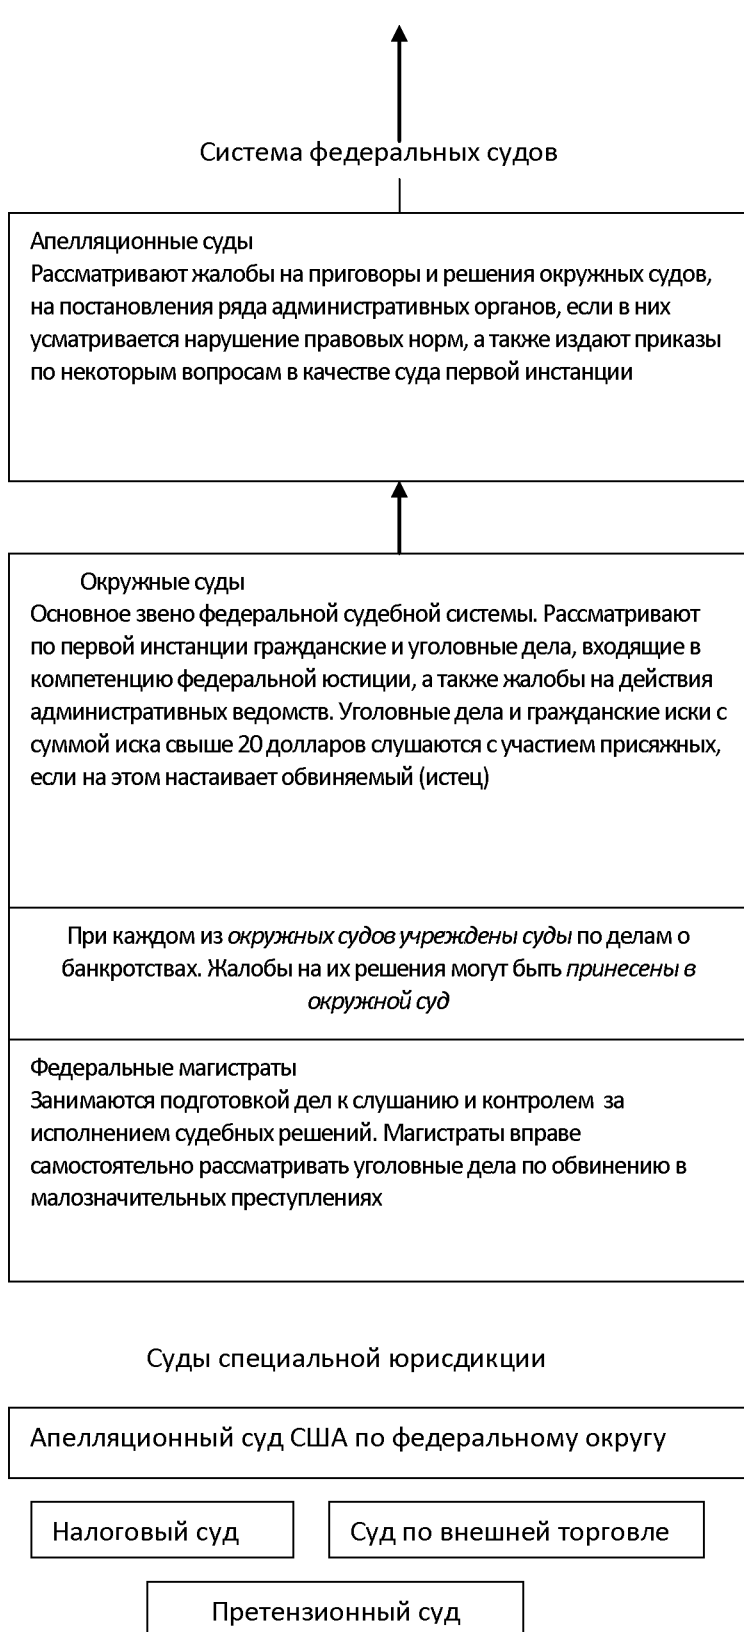 Система федеральных судов
Апелляционные суды
Рассматривают жалобы на приговоры и решения окружных судов,
на постановления ряда административных органов, если в них
усматривается нарушение правовых норм, а также издают приказы
по некоторым вопросам в качестве суда первой инстанции
Окружные суды
Основное звено федеральной судебной системы. Рассматривают
по первой инстанции гражданские и уголовные дела, входящие в
компетенцию федеральной юстиции, а также жалобы на действия
административных ведомств. Уголовные дела и гражданские иски с
суммой иска свыше 20 долларов слушаются с участием присяжных,
если на этом настаивает обвиняемый (истец)
При каждом из окружных судов учреждены суды по делам о
банкротствах. Жалобы на их решения могут быть принесены в
окружной суд
Федеральные магистраты
Занимаются подготовкой дел к слушанию и контролем за
исполнением судебных решений. Магистраты вправе
самостоятельно рассматривать уголовные дела по обвинению в
малозначительных преступлениях
Суды специальной юрисдикции
Апелляционный суд США по федеральному округу
Налоговый суд
Суд по внешней торговле
Претензионный суд